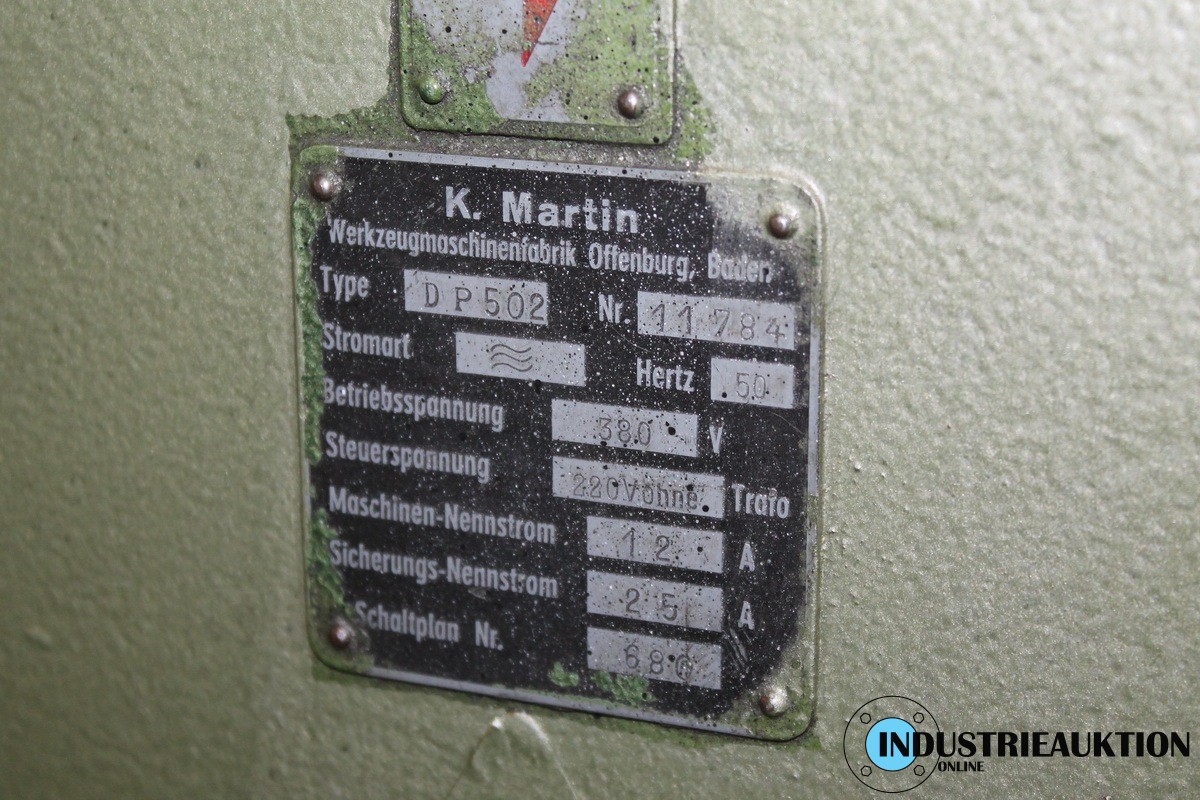 K. Martin
Werkzeugmaschinenfabrik Offenburg, Baden
Type DP502 Nr. 11784
Stromart Hertz 50
Betriebsspannung 380 V
Steuerspannung 220V ohne Trafo
Maschinen-Nennstrom 12 A
Sicherungs-Nennstrom 25 A
Schaltplan Nr.
INDUSTRIEAUKTION
ONLINE